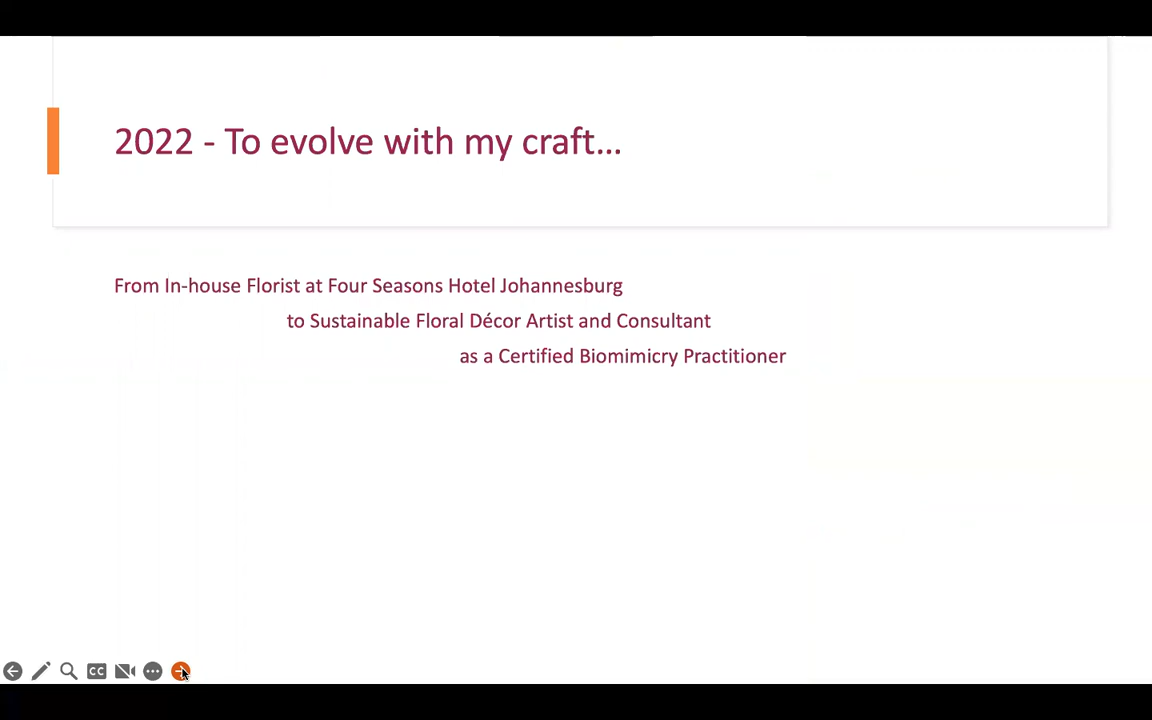 2022 - To evolve with my craft...
From In-house Florist at Four Seasons Hotel Johannesburg
to Sustainable Floral Décor Artist and Consultant
as a Certified Biomimicry Practitioner
CC